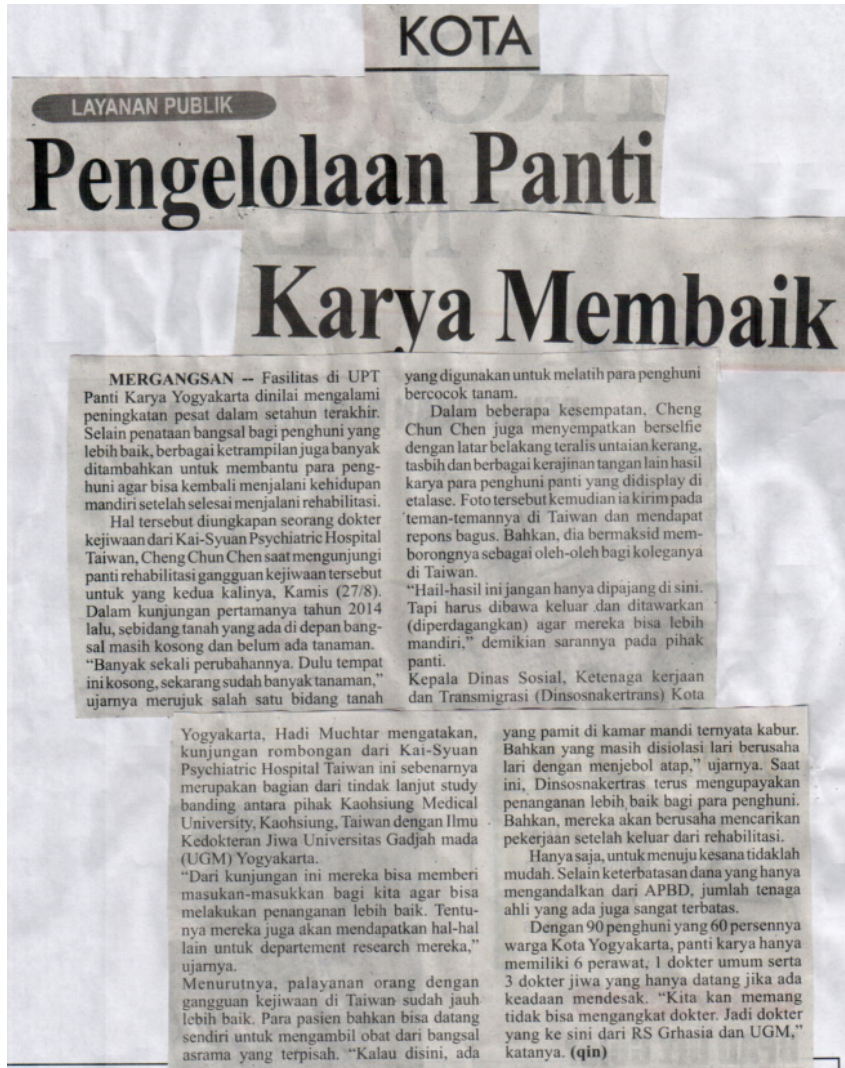 KOTA
LAYANAN PUBLIK
Pengelolaan Panti
Karya Membaik
MERGANGSAN -- Fasilitas di UPT
Panti Karya Yogyakarta dinilai mengalami
peningkatan pesat dalam setahun terakhir.
Selain penataan bangsal bagi penghuni yang
lebih baik, berbagai ketrampilan juga banyak
ditambahkan untuk membantu para peng-
huni agar bisa kembali menjalani kehidupan
mandiri setelah selesai menjalani rehabilitasi.
Hal tersebut diungkapan seorang dokter
kejiwaan dari Kai-Syuan Psychiatric Hospital
Taiwan, Cheng Chun Chen saat mengunjungi
panti rehabilitasi gangguan kejiwaan tersebut
untuk yang kedua kalinya, Kamis (27/8).
Dalam kunjungan pertamanya tahun 2014
lalu, sebidang tanah yang ada di depan bang-
sal masih kosong dan belum ada tanaman.
"Banyak sekali perubahannya. Dulu tempat
ini kosong, sekarang sudah banyak tanaman,"
ujarnya merujuk salah satu bidang tanah
yang digunakan untuk melatih para penghuni
bercocok tanam.
Dalam beberapa kesempatan, Cheng
Chun Chen juga menyempatkan berselfie
dengan latar belakang teralis untaian kerang,
tasbih dan berbagai kerajinan tangan lain hasil
karya para penghuni panti yang didisplay di
etalase. Foto tersebut kemudian ia kirim pada
teman-temannya di Taiwan dan mendapat
repons bagus. Bahkan, dia bermaksid mem-
borongnya sebagai oleh-oleh bagi koleganya
di Taiwan.
"Hail-hasil ini jangan hanya dipajang di sini.
Tapi harus dibawa keluar dan ditawarkan
(diperdagangkan) agar mereka bisa lebih
mandiri," demikian sarannya pada pihak
panti.
Kepala Dinas Sosial, Ketenaga kerjaan
dan Transmigrasi (Dinsosnakertrans) Kota
Yogyakarta, Hadi Muchtar mengatakan,
kunjungan rombongan dari Kai-Syuan
Psychiatric Hospital Taiwan ini sebenarnya
merupakan bagian dari tindak lanjut study
banding antara pihak Kaohsiung Medical
University, Kaohsiung, Taiwan dengan Ilmu
Kedokteran Jiwa Universitas Gadjah mada
(UGM) Yogyakarta.
"Dari kunjungan ini mereka bisa memberi
masukan-masukkan bagi kita agar bisa
melakukan penanganan lebih baik. Tentu-
nya mereka juga akan mendapatkan hal-hal
lain untuk departement research mereka,"
ujarnya.
Menurutnya, palayanan orang dengan
gangguan kejiwaan di Taiwan sudah jauh
lebih baik. Para pasien bahkan bisa datang
sendiri untuk mengambil obat dari bangsal
asrama yang terpisah. "Kalau disini, ada
yang pamit di kamar mandi ternyata kabur.
Bahkan yang masih disiolasi lari berusaha
lari dengan menjebol atap," ujarnya. Saat
ini, Dinsosnakertras terus mengupayakan
penanganan lebih baik bagi para penghuni.
Bahkan, mereka akan berusaha mencarikan
pekerjaan setelah keluar dari rehabilitasi.
Hanya saja, untuk menuju kesana tidaklah
mudah. Selain keterbatasan dana yang hanya
mengandalkan dari APBD, jumlah tenaga
ahli yang ada juga sangat terbatas.
Dengan 90 penghuni yang 60 persennya
warga Kota Yogyakarta, panti karya hanya
memiliki 6 perawat, 1 dokter umum serta
3 dokter jiwa yang hanya datang jika ada
keadaan mendesak. "Kita kan memang
tidak bisa mengangkat dokter. Jadi dokter
yang ke sini dari RS Grhasia dan UGM,"
katanya. (qin)